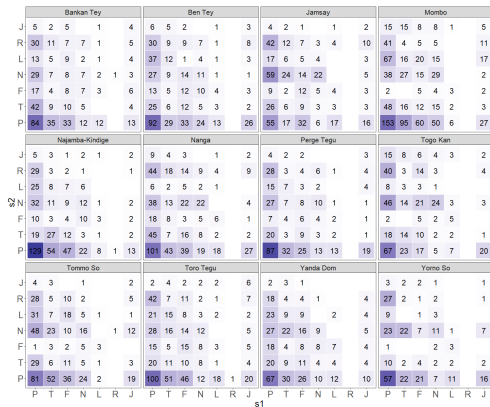 Bankan Tey Ben Tey Jamsay Mombo
J 5 2 5 1 4 6 5 2 1 3 4 2 1 1 4 15 15 8 8 1 5
R 30 11 7 7 1 5 30 9 9 7 1 8 42 12 7 3 4 10 41 4 5 5 11
L 13 5 9 2 1 4 37 12 1 4 1 3 17 6 5 4 3 67 16 20 15 17
N 29 7 8 7 2 1 3 27 9 14 11 1 1 59 24 14 22 5 38 27 15 29 2
F 17 4 8 7 3 6 13 5 12 10 4 3 9 2 12 5 4 3 2 5 4 3 2
T 42 9 10 5 4 25 6 12 5 3 2 26 6 9 3 3 3 48 16 12 15 2 3
P 84 35 33 12 12 13 92 29 33 24 13 26 55 17 32 6 17 16 153 95 60 50 6 27
Najamba-Kindige Nanga Perge Tegu Togo Kan
J 5 3 1 2 1 2 9 4 3 1 2 4 2 2 3 15 8 6 4 3 2
R 29 3 2 1 1 44 18 14 9 4 9 28 3 4 6 1 4 40 3 14 3 4
L 25 8 7 6 6 2 5 2 1 15 7 3 2 4 8 3 3 1
N 32 11 9 12 1 2 38 13 22 22 4 27 10 7 7 1 1 46 14 21 24 3 2
F 10 3 4 10 3 2 18 8 3 5 6 1 7 4 6 4 2 1 2 5 2 5
T 19 27 12 3 1 2 45 7 16 8 2 2 20 3 9 3 2 2 18 14 10 2 2 1
P 129 54 47 22 8 1 13 101 43 39 19 18 27 87 32 25 13 13 19 67 23 17 5 7 20
Tommo So Toro Tegu Yanda Dom Yorno So
J 4 3 1 2 2 4 2 2 2 6 2 3 1 7 3 2 2 1 1
R 28 5 10 2 5 42 7 11 2 1 7 18 4 4 1 4 27 2 1 2
L 31 7 18 5 1 1 21 15 8 3 2 2 23 9 9 2 4 9 1 3
N 48 23 10 16 1 12 28 16 14 12 5 27 22 16 9 5 23 22 7 11 1 7
F 1 3 2 5 3 15 5 15 8 3 5 18 4 8 8 7 1 2 3
T 29 6 11 5 1 3 20 11 10 8 1 4 20 9 11 4 4 10 2 4 2 2
P 81 52 36 24 2 19 100 51 46 12 18 1 20 67 30 26 10 12 10 57 22 21 7 11 16
P T F N L R J P T F N L R J P T F N L R J P T F N L R J
s1
s2